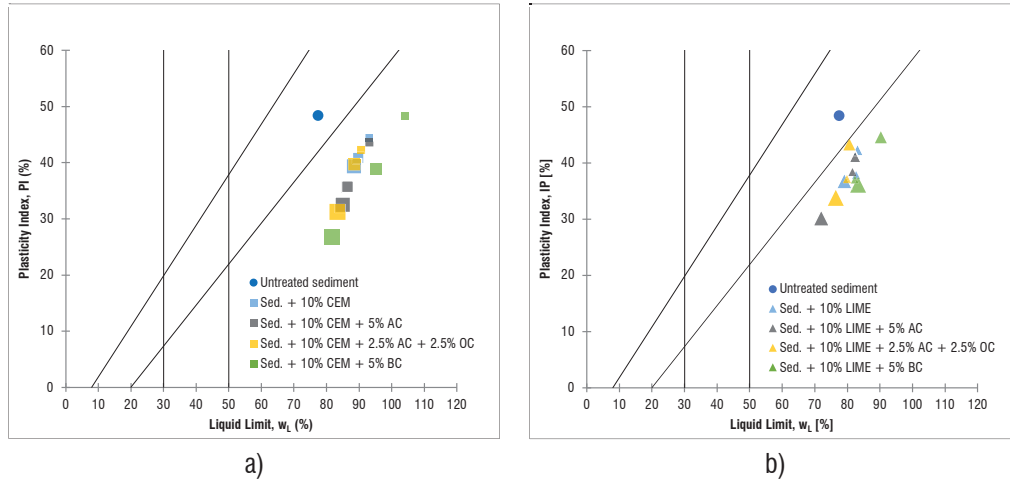 60
50
40
30
20
10
0
Plasticity Index, PI (%)
Untreated sediment
Sed. + 10% CEM
Sed. + 10% CEM + 5% AC
Sed. + 10% CEM + 2.5% AC + 2.5% OC
Sed. + 10% CEM + 5% BC
0 10 20 30 40 50 60 70 80 90 100 110 120
Liquid Limit, wL (%)
a)
60
50
40
30
20
10
0
Plasticity Index, IP [%]
Untreated sediment
Sed. + 10% LIME
Sed. + 10% LIME + 5% AC
Sed. + 10% LIME + 2.5% AC + 2.5% OC
Sed. + 10% LIME + 5% BC
0 10 20 30 40 50 60 70 80 90 100 110 120
Liquid Limit, wL [%]
b)